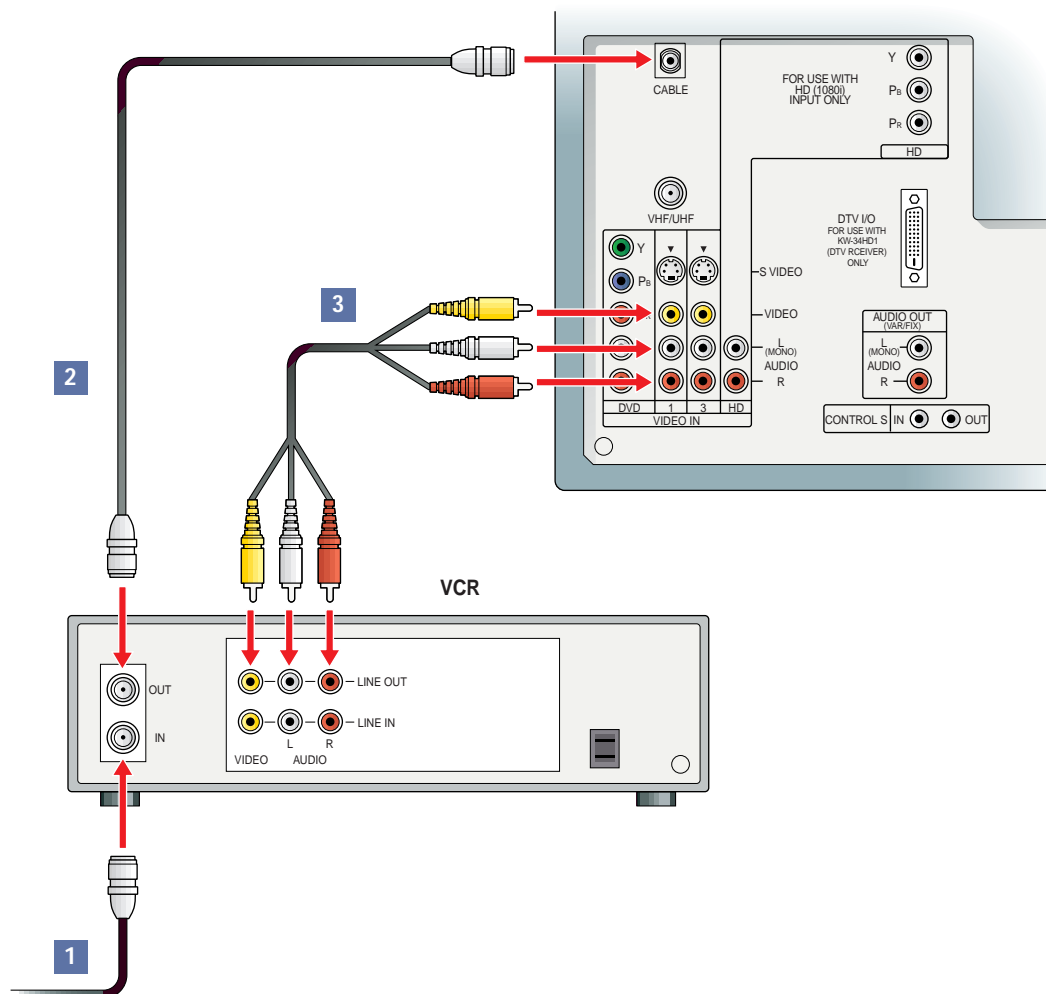 CABLE
FOR USE WITH
HD (1080i)
INPUT ONLY
Y
PB
PR
HD
VHF/UHF
DTV I/O
FOR USE WITH
KW-34HD1
(DTV RCEIVER)
ONLY
Y
PB
R
S VIDEO
VIDEO
L
(MONO)
AUDIO
R
DVD 1 3 HD
VIDEO IN
AUDIO OUT
(VAR/FIX)
L
(MONO)
AUDIO
R
CONTROL S IN OUT
3
2
VCR
OUT
IN
LINE OUT
LINE IN
L R
VIDEO AUDIO
1